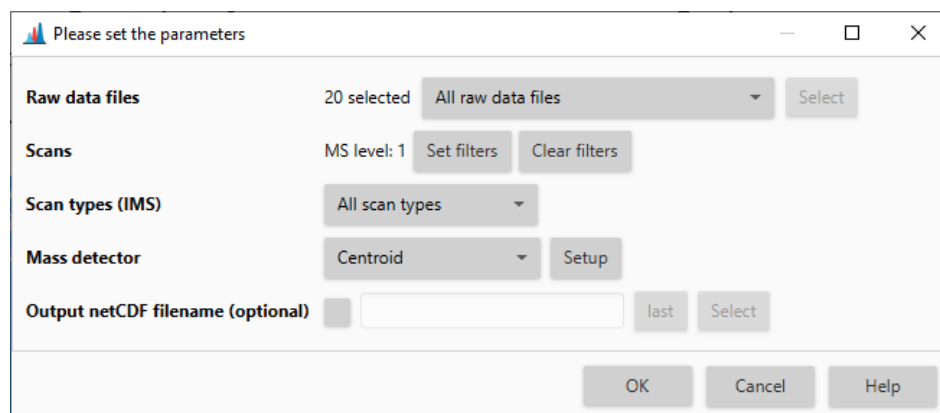 Please set the parameters
Raw data files 20 selected All raw data files Select
Scans MS level: 1 Set filters Clear filters
Scan types (IMS) All scan types
Mass detector Centroid Setup
Output netCDF filename (optional) last Select
OK Cancel Help